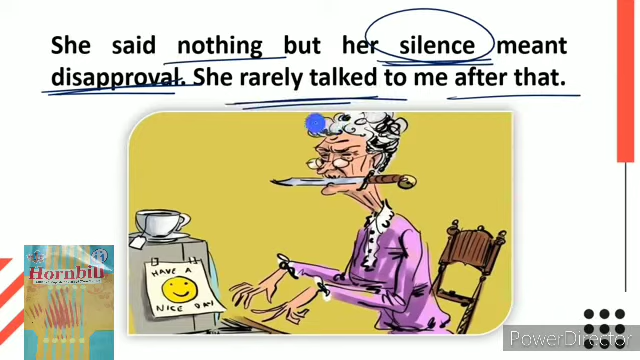 She said nothing but her silence meant
disapproval. She rarely talked to me after that.
HAVE A
NICE DAY
Hornbill
PowerDirector